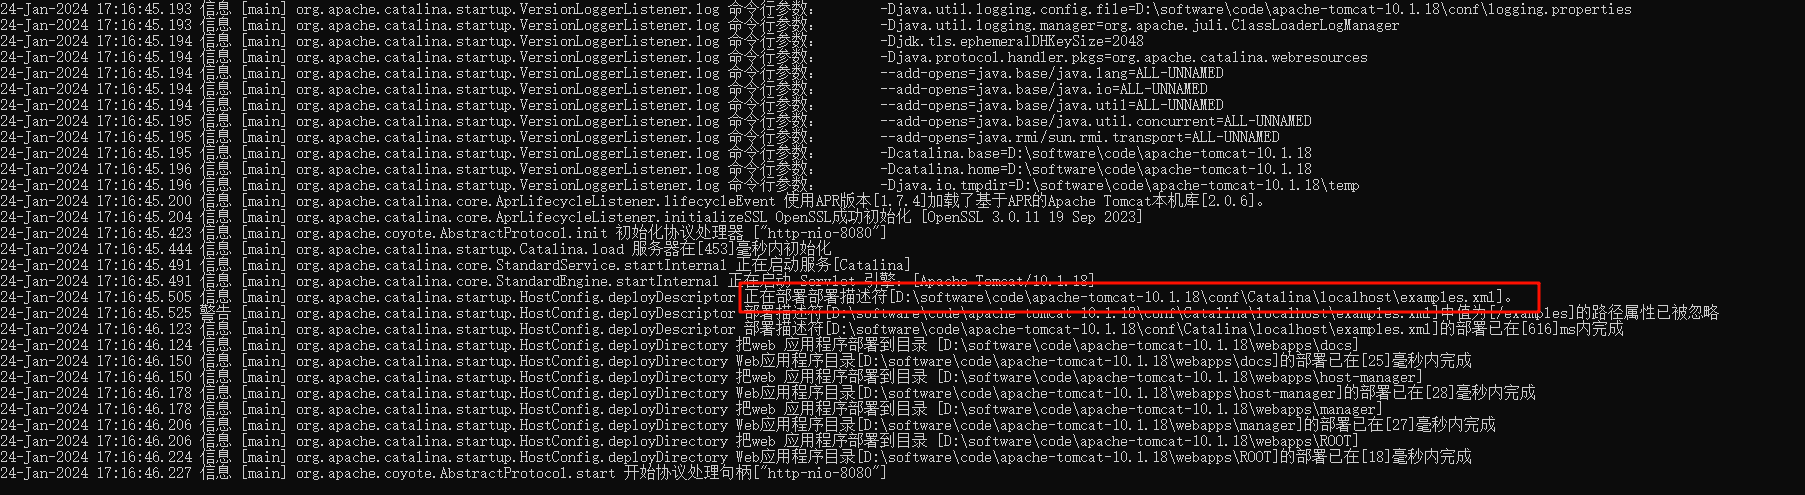 24-Jan-2024 17:16:45.193 信息 [main] org.apache.catalina.startup.VersionLoggerListener.log 命令行参数： -Djava.util.logging.config.file=D:\software\code\apache-tomcat-10.1.18\conf\logging.properties
24-Jan-2024 17:16:45.193 信息 [main] org.apache.catalina.startup.VersionLoggerListener.log 命令行参数： -Djava.util.logging.manager=org.apache.juli.ClassLoaderLogManager
24-Jan-2024 17:16:45.194 信息 [main] org.apache.catalina.startup.VersionLoggerListener.log 命令行参数： -Djdk.tls.ephemeralDHKeySize=2048
24-Jan-2024 17:16:45.194 信息 [main] org.apache.catalina.startup.VersionLoggerListener.log 命令行参数： -Djava.protocol.handler.pkgs=org.apache.catalina.webresources
24-Jan-2024 17:16:45.194 信息 [main] org.apache.catalina.startup.VersionLoggerListener.log 命令行参数： --add-opens=java.base/java.lang=ALL-UNNAMED
24-Jan-2024 17:16:45.194 信息 [main] org.apache.catalina.startup.VersionLoggerListener.log 命令行参数： --add-opens=java.base/java.io=ALL-UNNAMED
24-Jan-2024 17:16:45.194 信息 [main] org.apache.catalina.startup.VersionLoggerListener.log 命令行参数： --add-opens=java.base/java.util=ALL-UNNAMED
24-Jan-2024 17:16:45.195 信息 [main] org.apache.catalina.startup.VersionLoggerListener.log 命令行参数： --add-opens=java.base/java.util.concurrent=ALL-UNNAMED
24-Jan-2024 17:16:45.195 信息 [main] org.apache.catalina.startup.VersionLoggerListener.log 命令行参数： --add-opens=java.rmi/sun.rmi.transport=ALL-UNNAMED
24-Jan-2024 17:16:45.195 信息 [main] org.apache.catalina.startup.VersionLoggerListener.log 命令行参数： -Dcatalina.base=D:\software\code\apache-tomcat-10.1.18
24-Jan-2024 17:16:45.196 信息 [main] org.apache.catalina.startup.VersionLoggerListener.log 命令行参数： -Dcatalina.home=D:\software\code\apache-tomcat-10.1.18
24-Jan-2024 17:16:45.196 信息 [main] org.apache.catalina.startup.VersionLoggerListener.log 命令行参数： -Djava.io.tmpdir=D:\software\code\apache-tomcat-10.1.18\temp
24-Jan-2024 17:16:45.200 信息 [main] org.apache.catalina.core.AprLifecycleListener.lifecycleEvent 使用APR版本[1.7.4]加载了基于APR的Apache Tomcat本机库[2.0.6]。
24-Jan-2024 17:16:45.204 信息 [main] org.apache.catalina.core.AprLifecycleListener.initializeSSL OpenSSL成功初始化 [OpenSSL 3.0.11 19 Sep 2023]
24-Jan-2024 17:16:45.423 信息 [main] org.apache.coyote.AbstractProtocol.init 初始化协议处理器 ["http-nio-8080"]
24-Jan-2024 17:16:45.444 信息 [main] org.apache.catalina.startup.Catalina.load 服务器在[453]毫秒内初始化
24-Jan-2024 17:16:45.491 信息 [main] org.apache.catalina.core.StandardService.startInternal 正在启动服务[Catalina]
24-Jan-2024 17:16:45.491 信息 [main] org.apache.catalina.core.StandardEngine.startInternal 正在启动 Servlet 引擎：[Apache Tomcat/10.1.18]
24-Jan-2024 17:16:45.505 信息 [main] org.apache.catalina.startup.HostConfig.deployDescriptor 正在部署部署描述符[D:\software\code\apache-tomcat-10.1.18\conf\Catalina\localhost\examples.xml]。
24-Jan-2024 17:16:45.525 警告 [main] org.apache.catalina.startup.HostConfig.deployDescriptor 部署描述符[D:\software\code\apache-tomcat-10.1.18\conf\Catalina\localhost\examples.xml]中值为[/examples]的路径属性已被忽略
24-Jan-2024 17:16:46.123 信息 [main] org.apache.catalina.startup.HostConfig.deployDescriptor 部署描述符[D:\software\code\apache-tomcat-10.1.18\conf\Catalina\localhost\examples.xml]的部署已在[616]ms内完成
24-Jan-2024 17:16:46.124 信息 [main] org.apache.catalina.startup.HostConfig.deployDirectory 把web 应用程序部署到目录 [D:\software\code\apache-tomcat-10.1.18\webapps\docs]
24-Jan-2024 17:16:46.150 信息 [main] org.apache.catalina.startup.HostConfig.deployDirectory Web应用程序目录[D:\software\code\apache-tomcat-10.1.18\webapps\docs]的部署已在[25]毫秒内完成
24-Jan-2024 17:16:46.150 信息 [main] org.apache.catalina.startup.HostConfig.deployDirectory 把web 应用程序部署到目录 [D:\software\code\apache-tomcat-10.1.18\webapps\host-manager]
24-Jan-2024 17:16:46.178 信息 [main] org.apache.catalina.startup.HostConfig.deployDirectory Web应用程序目录[D:\software\code\apache-tomcat-10.1.18\webapps\host-manager]的部署已在[28]毫秒内完成
24-Jan-2024 17:16:46.178 信息 [main] org.apache.catalina.startup.HostConfig.deployDirectory 把web 应用程序部署到目录 [D:\software\code\apache-tomcat-10.1.18\webapps\manager]
24-Jan-2024 17:16:46.206 信息 [main] org.apache.catalina.startup.HostConfig.deployDirectory Web应用程序目录[D:\software\code\apache-tomcat-10.1.18\webapps\manager]的部署已在[27]毫秒内完成
24-Jan-2024 17:16:46.206 信息 [main] org.apache.catalina.startup.HostConfig.deployDirectory 把web 应用程序部署到目录 [D:\software\code\apache-tomcat-10.1.18\webapps\ROOT]
24-Jan-2024 17:16:46.224 信息 [main] org.apache.catalina.startup.HostConfig.deployDirectory Web应用程序目录[D:\software\code\apache-tomcat-10.1.18\webapps\ROOT]的部署已在[18]毫秒内完成
24-Jan-2024 17:16:46.227 信息 [main] org.apache.coyote.AbstractProtocol.start 开始协议处理句柄["http-nio-8080"]